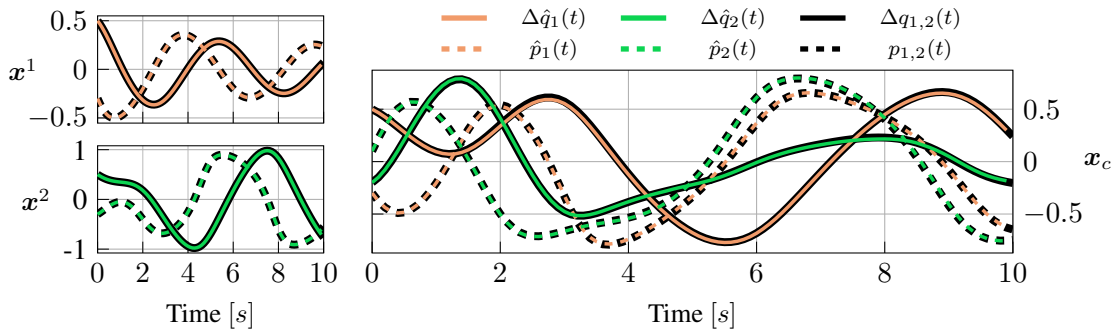 Δq̂₁(t) Δq̂₂(t) Δq₁,₂(t)
p̂₁(t) p̂₂(t) p₁,₂(t)
0.5
0
−0.5
x¹
1
0
-1
x²
0 2 4 6 8 10
Time [s]
0.5
0
−0.5
x_c
0 2 4 6 8 10
Time [s]